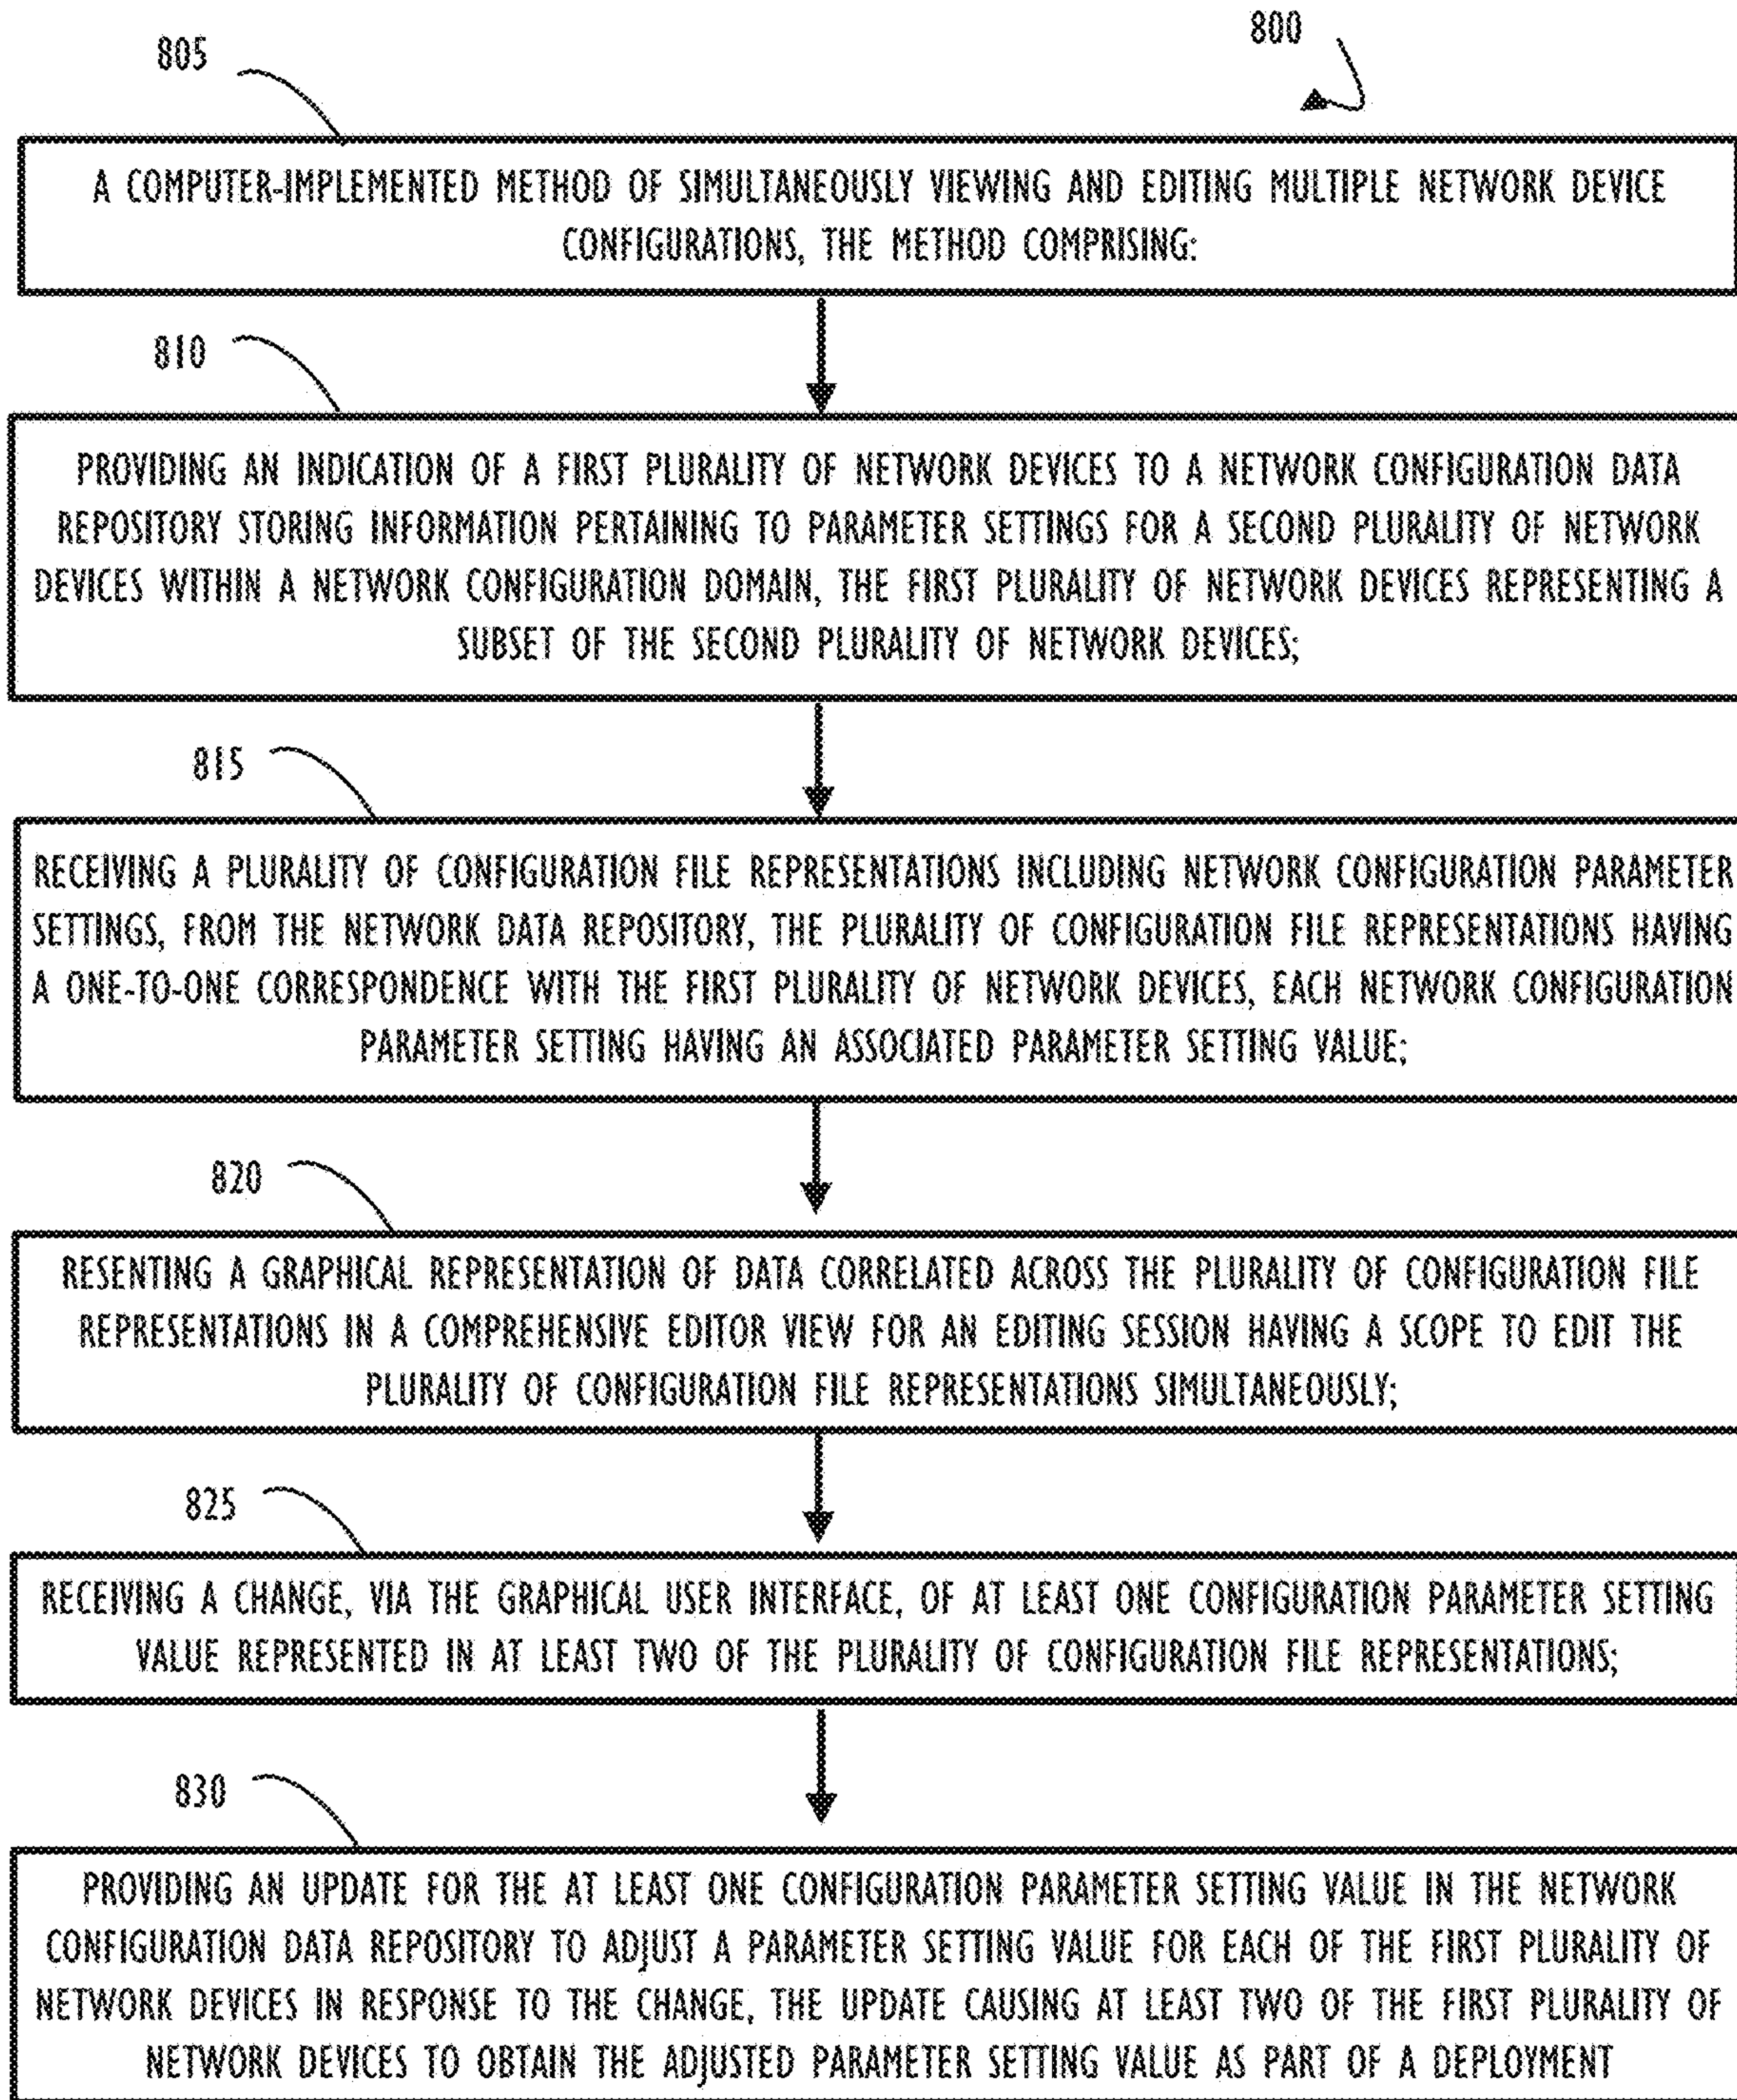 800
805
A COMPUTER-IMPLEMENTED METHOD OF SIMULTANEOUSLY VIEWING AND EDITING MULTIPLE NETWORK DEVICE
CONFIGURATIONS, THE METHOD COMPRISING:
810
PROVIDING AN INDICATION OF A FIRST PLURALITY OF NETWORK DEVICES TO A NETWORK CONFIGURATION DATA
REPOSITORY STORING INFORMATION PERTAINING TO PARAMETER SETTINGS FOR A SECOND PLURALITY OF NETWORK
DEVICES WITHIN A NETWORK CONFIGURATION DOMAIN, THE FIRST PLURALITY OF NETWORK DEVICES REPRESENTING A
SUBSET OF THE SECOND PLURALITY OF NETWORK DEVICES;
815
RECEIVING A PLURALITY OF CONFIGURATION FILE REPRESENTATIONS INCLUDING NETWORK CONFIGURATION PARAMETER
SETTINGS, FROM THE NETWORK DATA REPOSITORY, THE PLURALITY OF CONFIGURATION FILE REPRESENTATIONS HAVING
A ONE-TO-ONE CORRESPONDENCE WITH THE FIRST PLURALITY OF NETWORK DEVICES, EACH NETWORK CONFIGURATION
PARAMETER SETTING HAVING AN ASSOCIATED PARAMETER SETTING VALUE;
820
RESENTING A GRAPHICAL REPRESENTATION OF DATA CORRELATED ACROSS THE PLURALITY OF CONFIGURATION FILE
REPRESENTATIONS IN A COMPREHENSIVE EDITOR VIEW FOR AN EDITING SESSION HAVING A SCOPE TO EDIT THE
PLURALITY OF CONFIGURATION FILE REPRESENTATIONS SIMULTANEOUSLY;
825
RECEIVING A CHANGE, VIA THE GRAPHICAL USER INTERFACE, OF AT LEAST ONE CONFIGURATION PARAMETER SETTING
VALUE REPRESENTED IN AT LEAST TWO OF THE PLURALITY OF CONFIGURATION FILE REPRESENTATIONS;
830
PROVIDING AN UPDATE FOR THE AT LEAST ONE CONFIGURATION PARAMETER SETTING VALUE IN THE NETWORK
CONFIGURATION DATA REPOSITORY TO ADJUST A PARAMETER SETTING VALUE FOR EACH OF THE FIRST PLURALITY OF
NETWORK DEVICES IN RESPONSE TO THE CHANGE, THE UPDATE CAUSING AT LEAST TWO OF THE FIRST PLURALITY OF
NETWORK DEVICES TO OBTAIN THE ADJUSTED PARAMETER SETTING VALUE AS PART OF A DEPLOYMENT